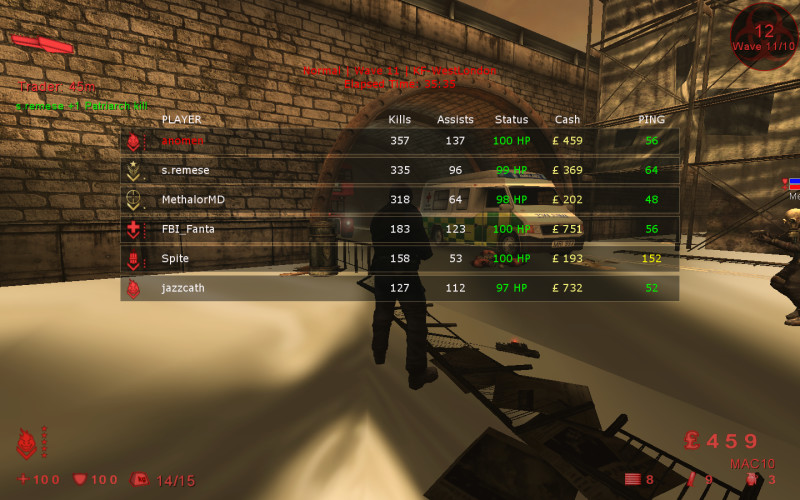 12
Wave 11/10
Trader: 45m
s.remese +1 Patriarch kill
PLAYER Kills Assists Status Cash PING
357 137 100 HP £ 459 56
s.remese 335 96 99 HP £ 369 64
MethalorMD 318 64 98 HP £ 202 48
FBI_Fanta 183 123 100 HP £ 751 56
Spite 158 53 100 HP £ 193 152
jazzcath 127 112 97 HP £ 732 52
£ 459
MAC10
+ 100 100 14/15
8 9 3